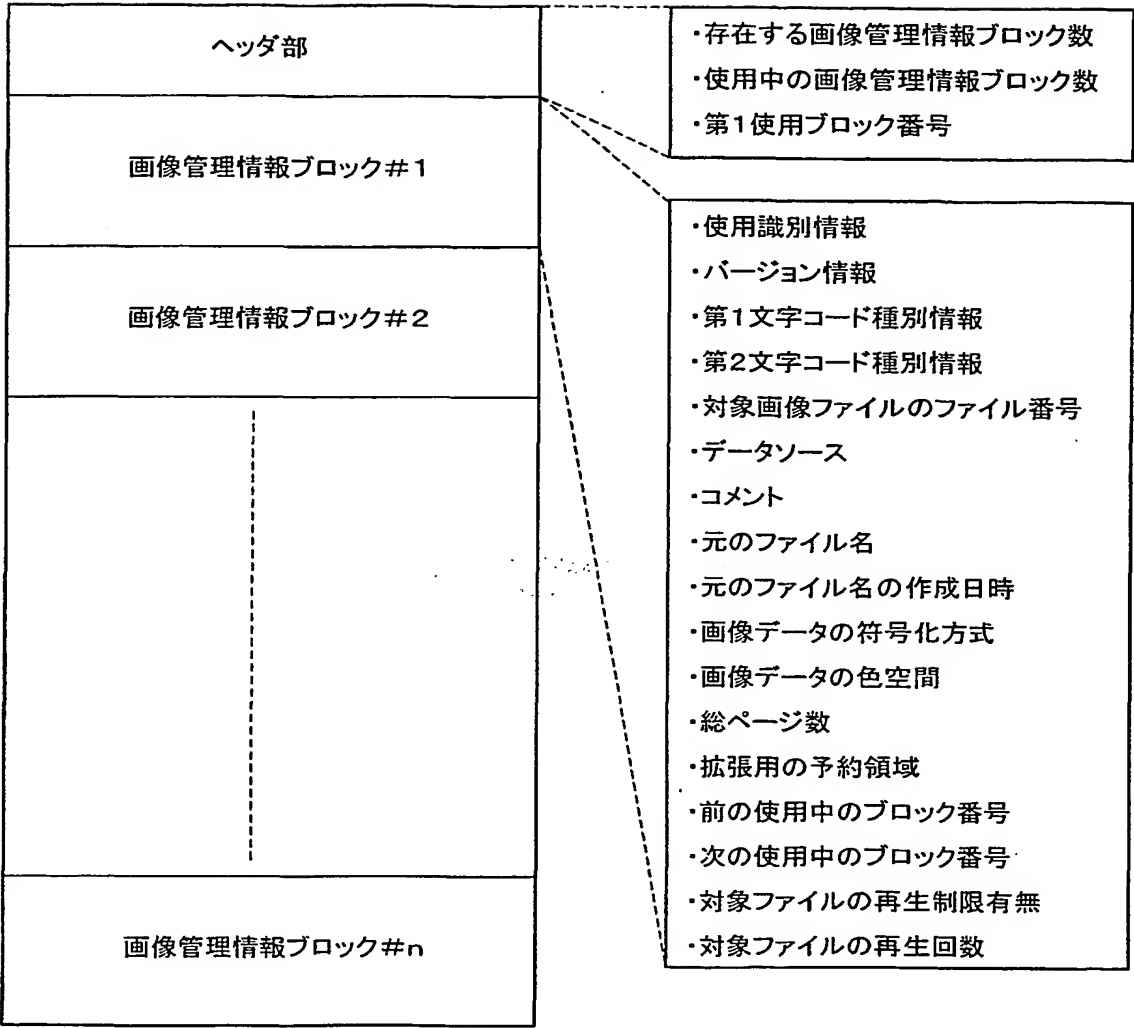 ヘッダ部
画像管理情報ブロック#1
画像管理情報ブロック#2
画像管理情報ブロック#n
・存在する画像管理情報ブロック数
・使用中の画像管理情報ブロック数
・第1使用ブロック番号
・使用識別情報
・バージョン情報
・第1文字コード種別情報
・第2文字コード種別情報
・対象画像ファイルのファイル番号
・データソース
・コメント
・元のファイル名
・元のファイル名の作成日時
・画像データの符号化方式
・画像データの色空間
・総ページ数
・拡張用の予約領域
・前の使用中のブロック番号
・次の使用中のブロック番号
・対象ファイルの再生制限有無
・対象ファイルの再生回数